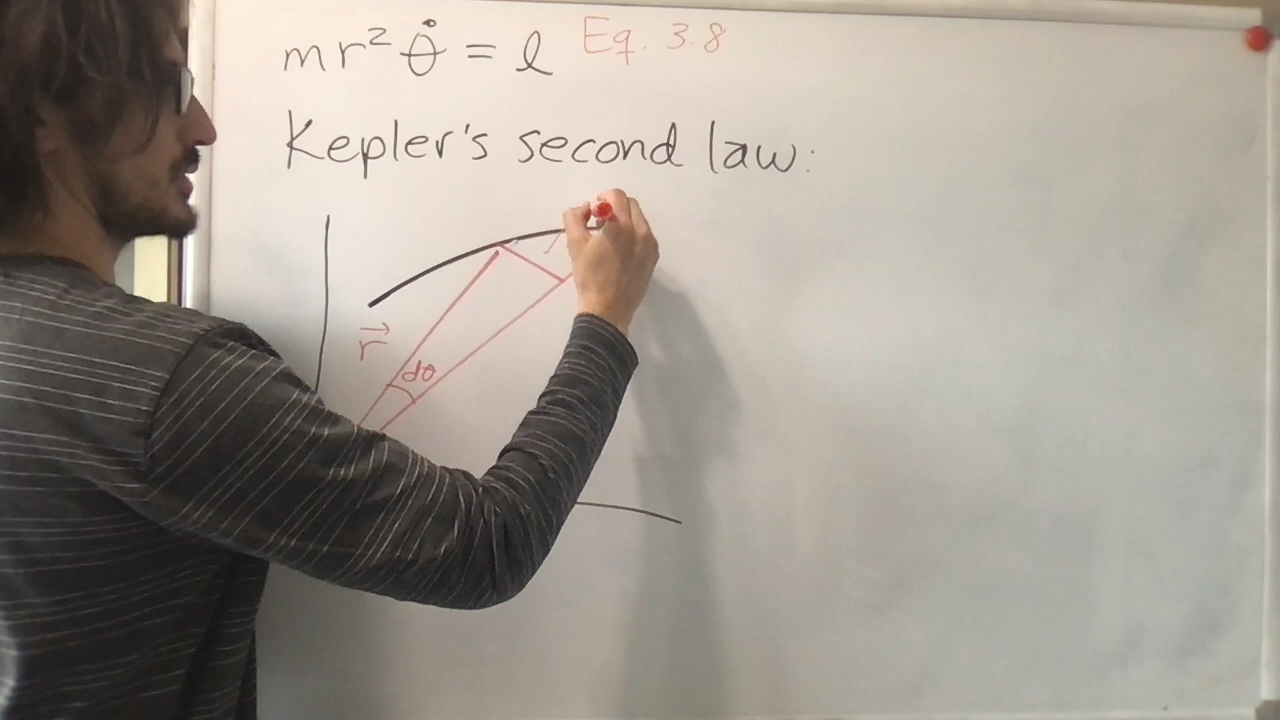 mr²θ̇ = l Eq. 3.8
Kepler's second law:
r⃗
dθ